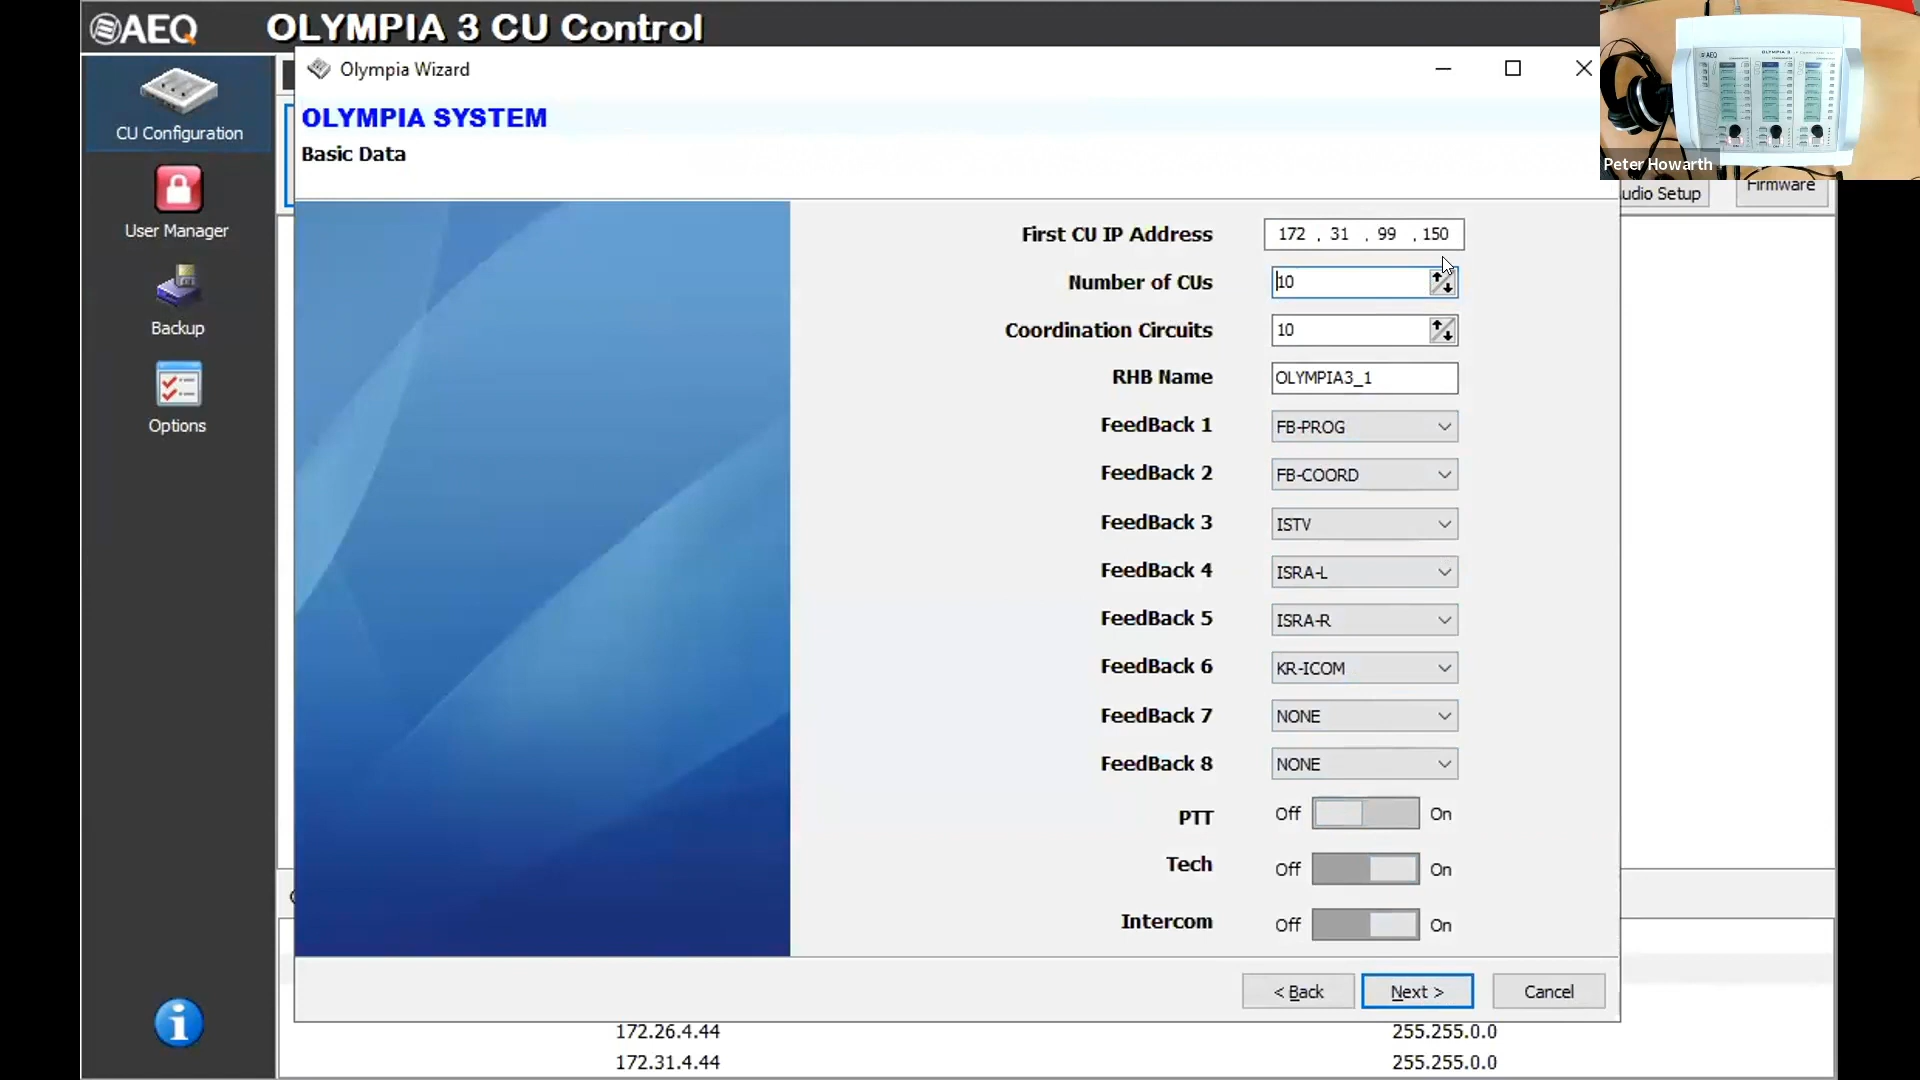 AEQ
OLYMPIA 3 CU Control
Olympia Wizard
OLYMPIA SYSTEM
Basic Data
CU Configuration
User Manager
Backup
Options
Peter Howarth
udio Setup
Firmware
First CU IP Address
172 . 31 . 99 . 150
Number of CUs
10
Coordination Circuits
10
RHB Name
OLYMPIA3_1
FeedBack 1
FB-PROG
FeedBack 2
FB-COORD
FeedBack 3
ISTV
FeedBack 4
ISRA-L
FeedBack 5
ISRA-R
FeedBack 6
KR-ICOM
FeedBack 7
NONE
FeedBack 8
NONE
PTT
Off
On
Tech
Off
On
Intercom
Off
On
< Back
Next >
Cancel
172.26.4.44
255.255.0.0
172.31.4.44
255.255.0.0